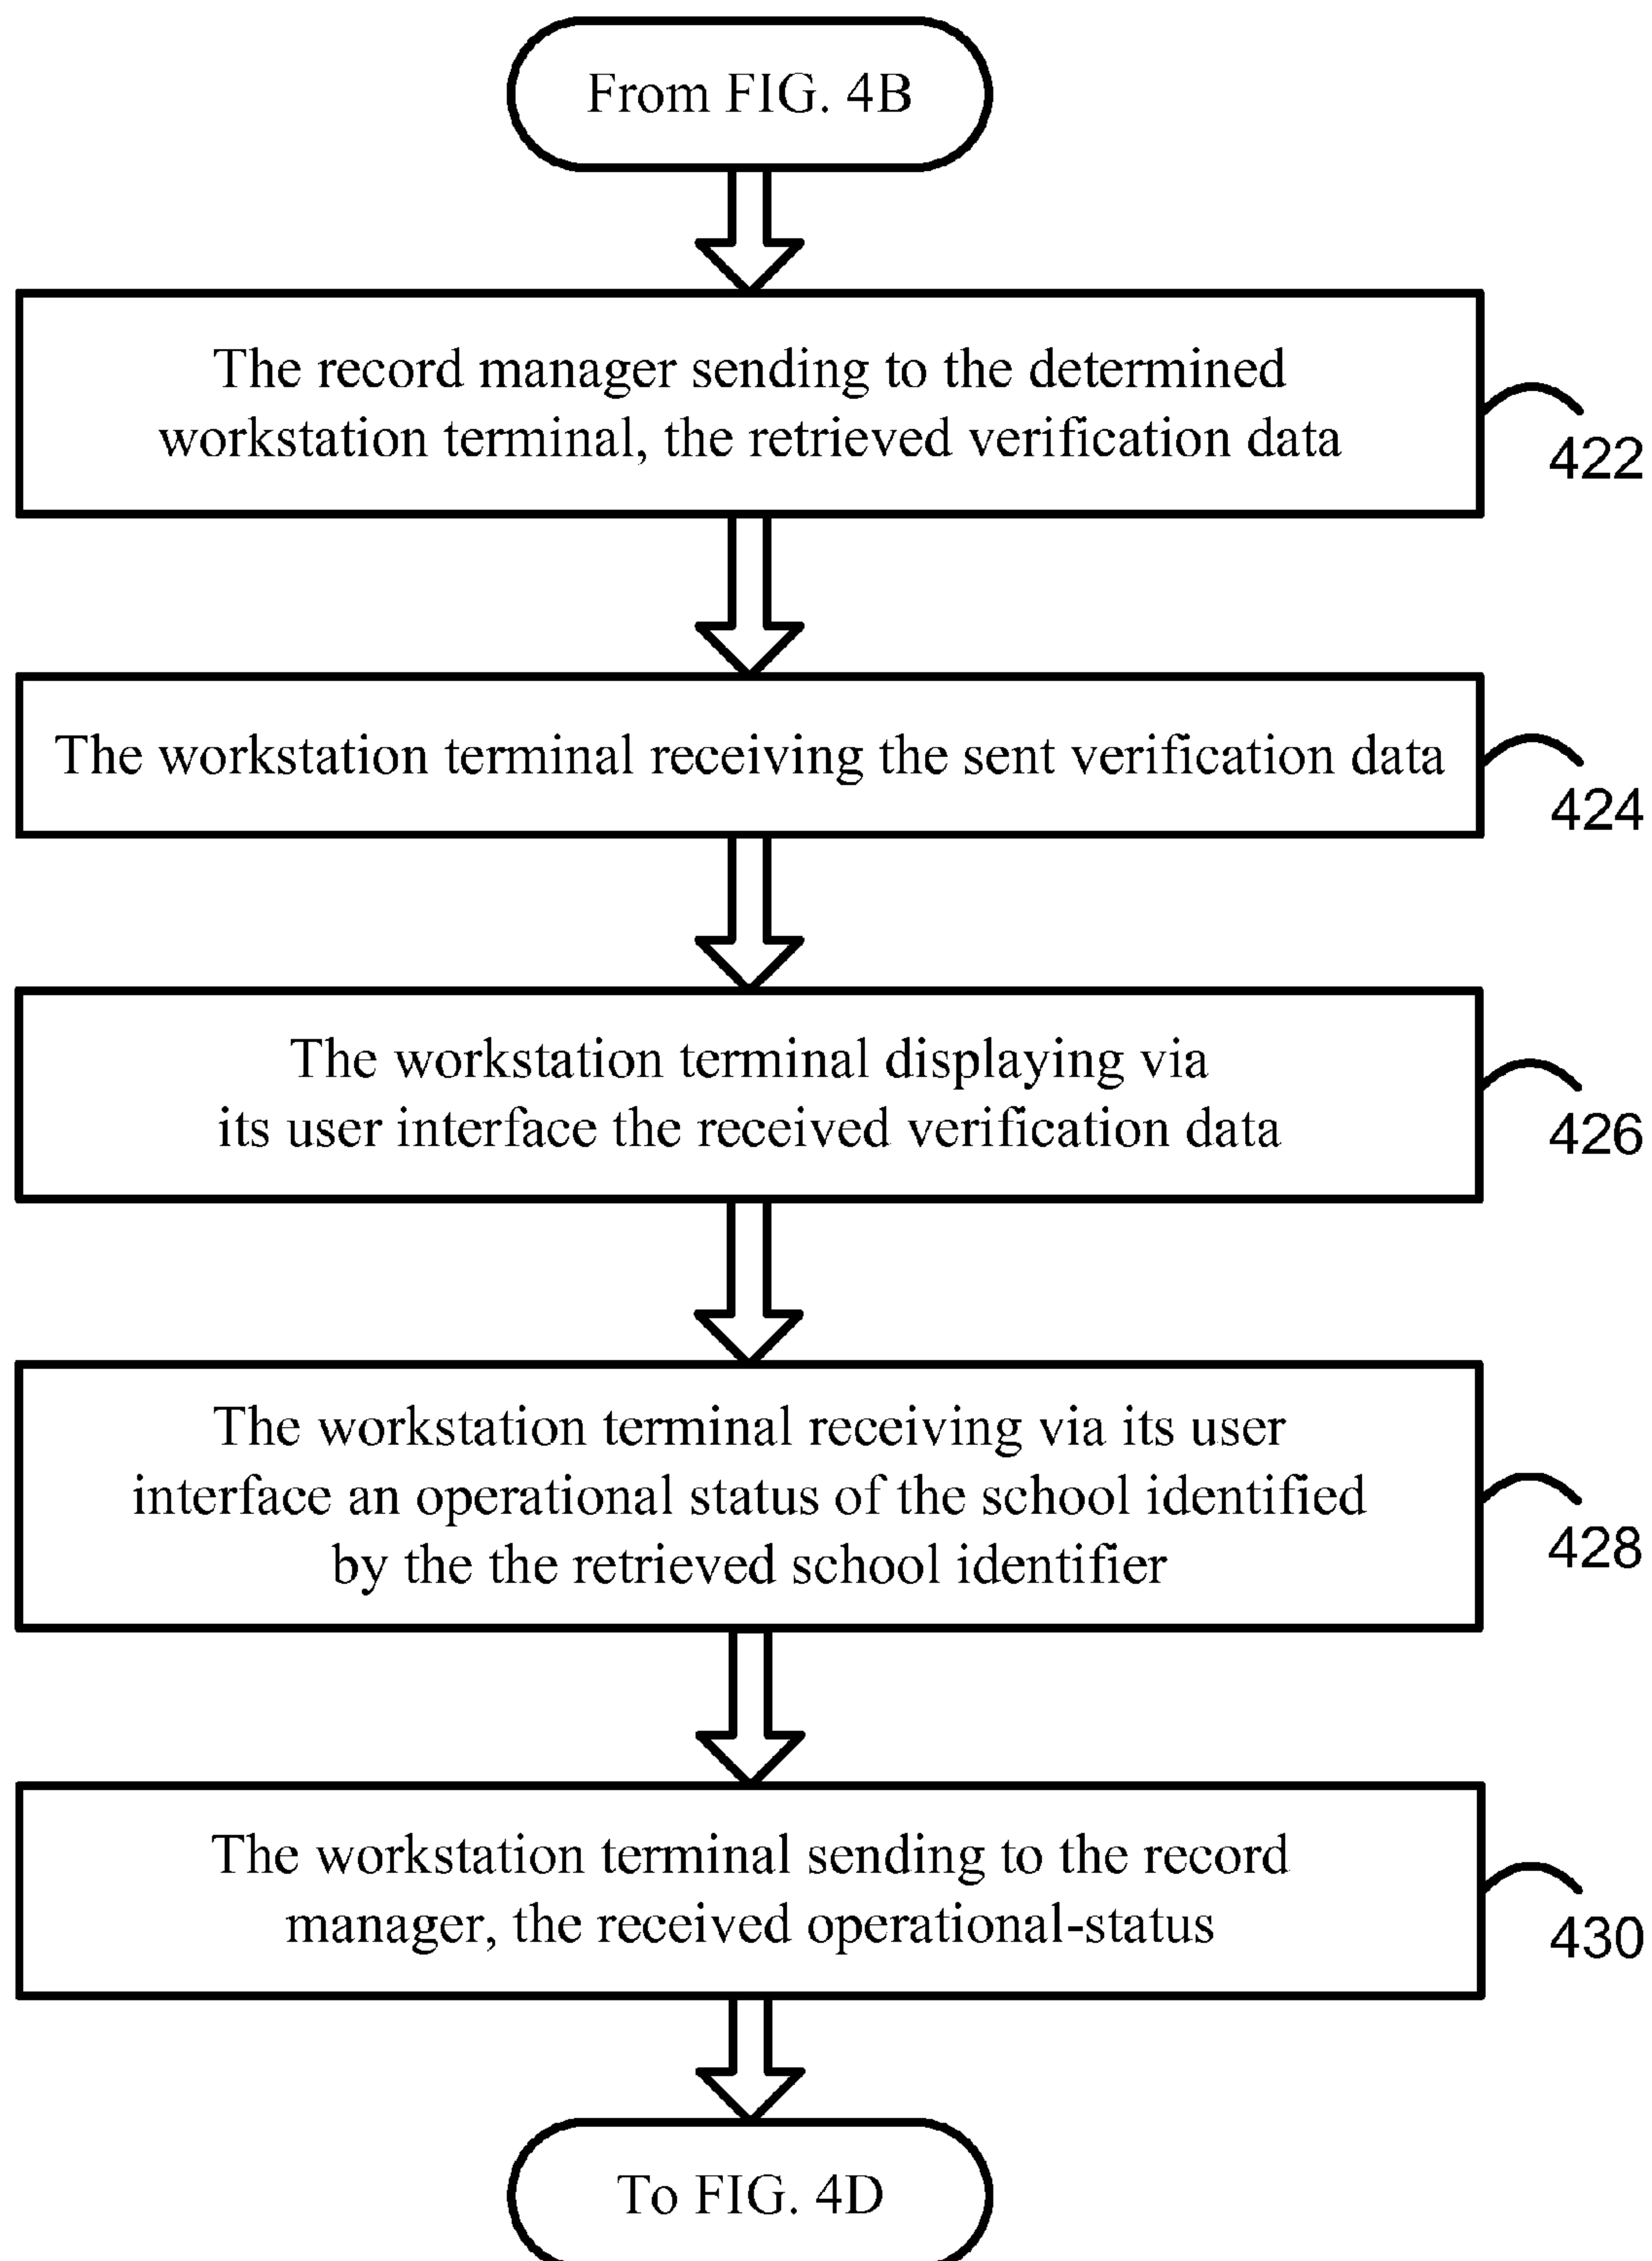 From FIG. 4B
The record manager sending to the determined
workstation terminal, the retrieved verification data
422
The workstation terminal receiving the sent verification data
424
The workstation terminal displaying via
its user interface the received verification data
426
The workstation terminal receiving via its user
interface an operational status of the school identified
by the the retrieved school identifier
428
The workstation terminal sending to the record
manager, the received operational-status
430
To FIG. 4D